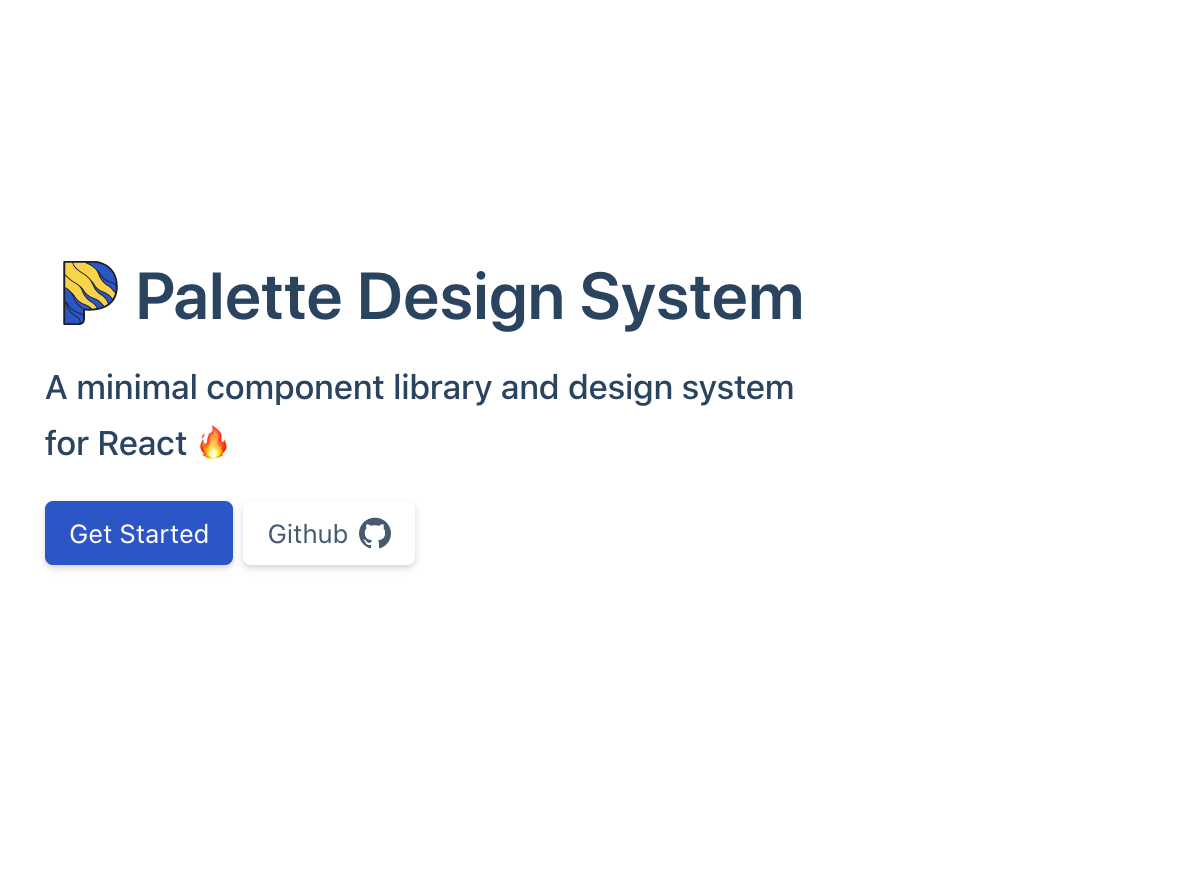 Palette Design System
A minimal component library and design system
for React 🔥
Get Started
Github